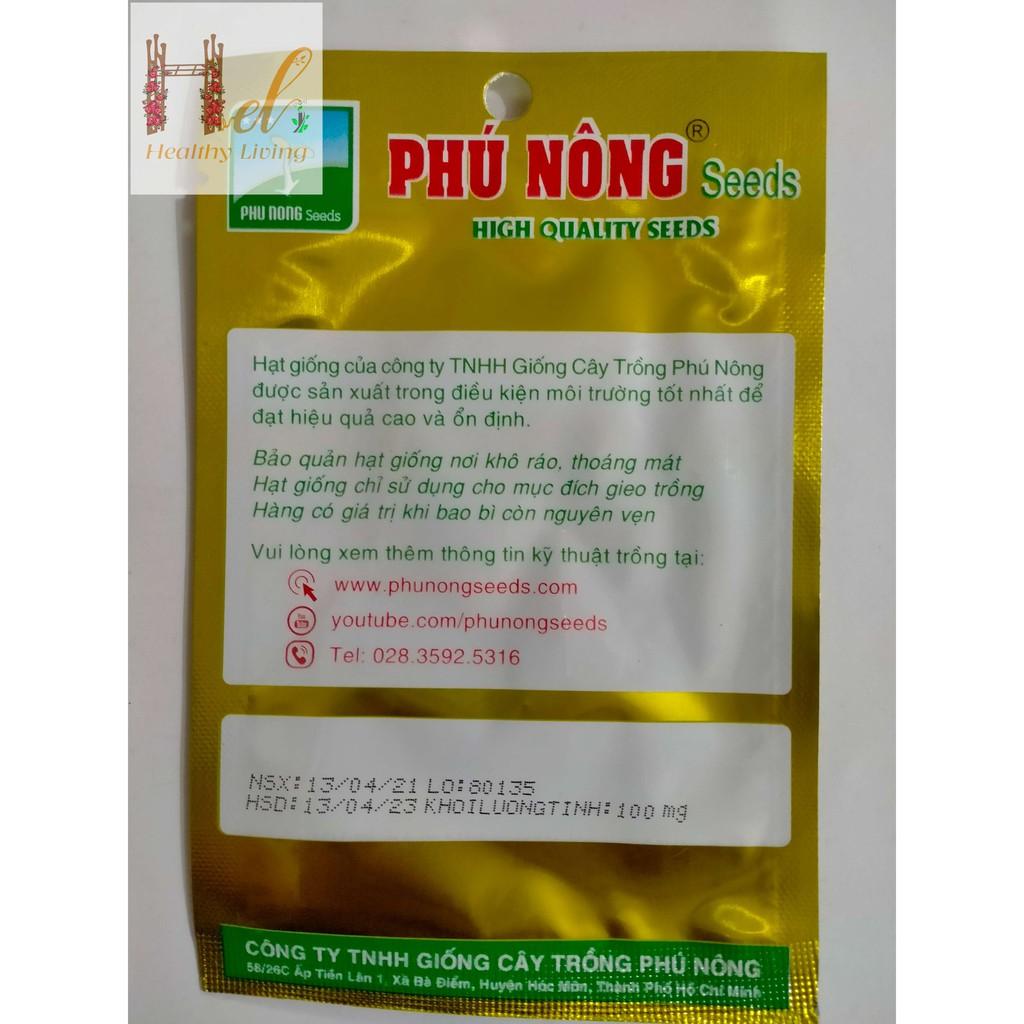 Heli
Healthy Living
PHU NONG Seeds
PHÚ NÔNG® Seeds
HIGH QUALITY SEEDS
Hạt giống của công ty TNHH Giống Cây Trồng Phú Nông
được sản xuất trong điều kiện môi trường tốt nhất để
đạt hiệu quả cao và ổn định.
Bảo quản hạt giống nơi khô ráo, thoáng mát
Hạt giống chỉ sử dụng cho mục đích gieo trồng
Hàng có giá trị khi bao bì còn nguyên vẹn
Vui lòng xem thêm thông tin kỹ thuật trồng tại:
www.phunongseeds.com
You Tube
youtube.com/phunongseeds
Tel: 028.3592.5316
NSX: 13/04/21 LO:80135
HSD: 13/04/23 KHOILUONGTINH: 100 mg
CÔNG TY TNHH GIỐNG CÂY TRỒNG PHÚ NÔNG
58/26C Ấp Tiền Lân 1, Xã Bà Điểm, Huyện Hóc Môn, Thành Phố Hồ Chí Minh